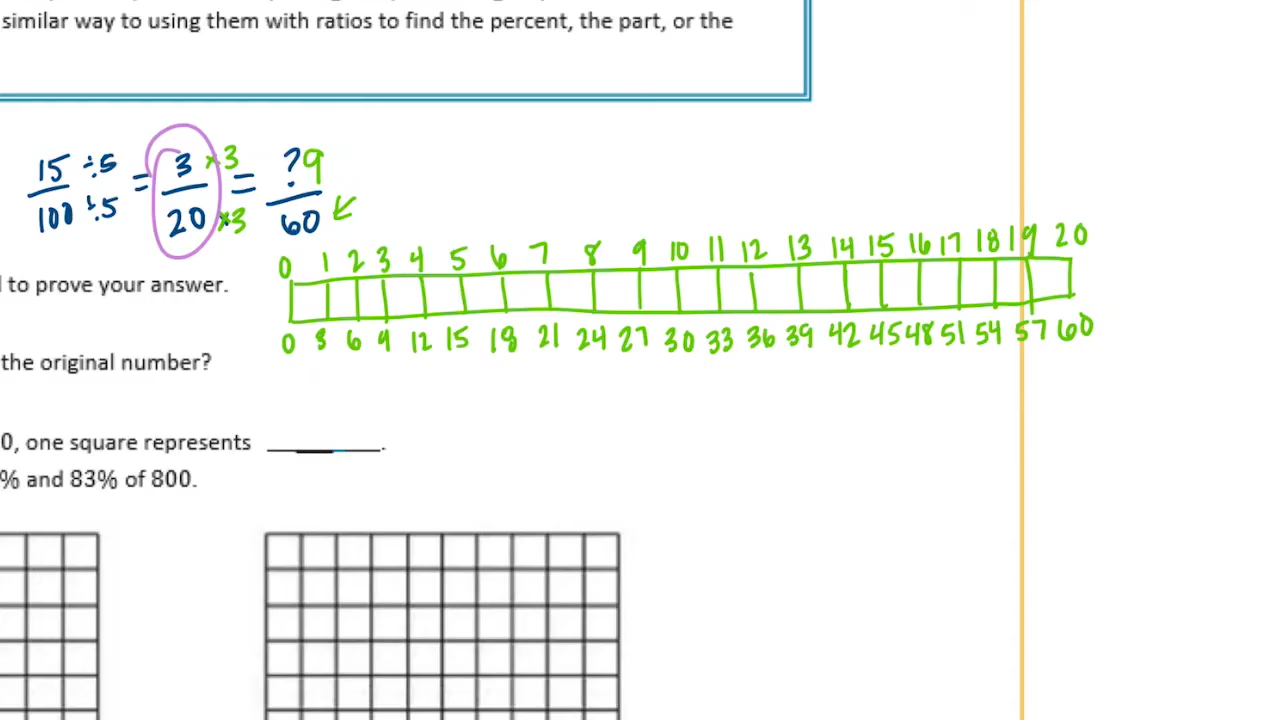 similar way to using them with ratios to find the percent, the part, or the
15 ÷5 = 3 ×3 = ? 9
100 ÷5 20 ×3 60
0 1 2 3 4 5 6 7 8 9 10 11 12 13 14 15 16 17 18 19 20
to prove your answer.
0 3 6 9 12 15 18 21 24 27 30 33 36 39 42 45 48 51 54 57 60
the original number?
0, one square represents ________.
% and 83% of 800.